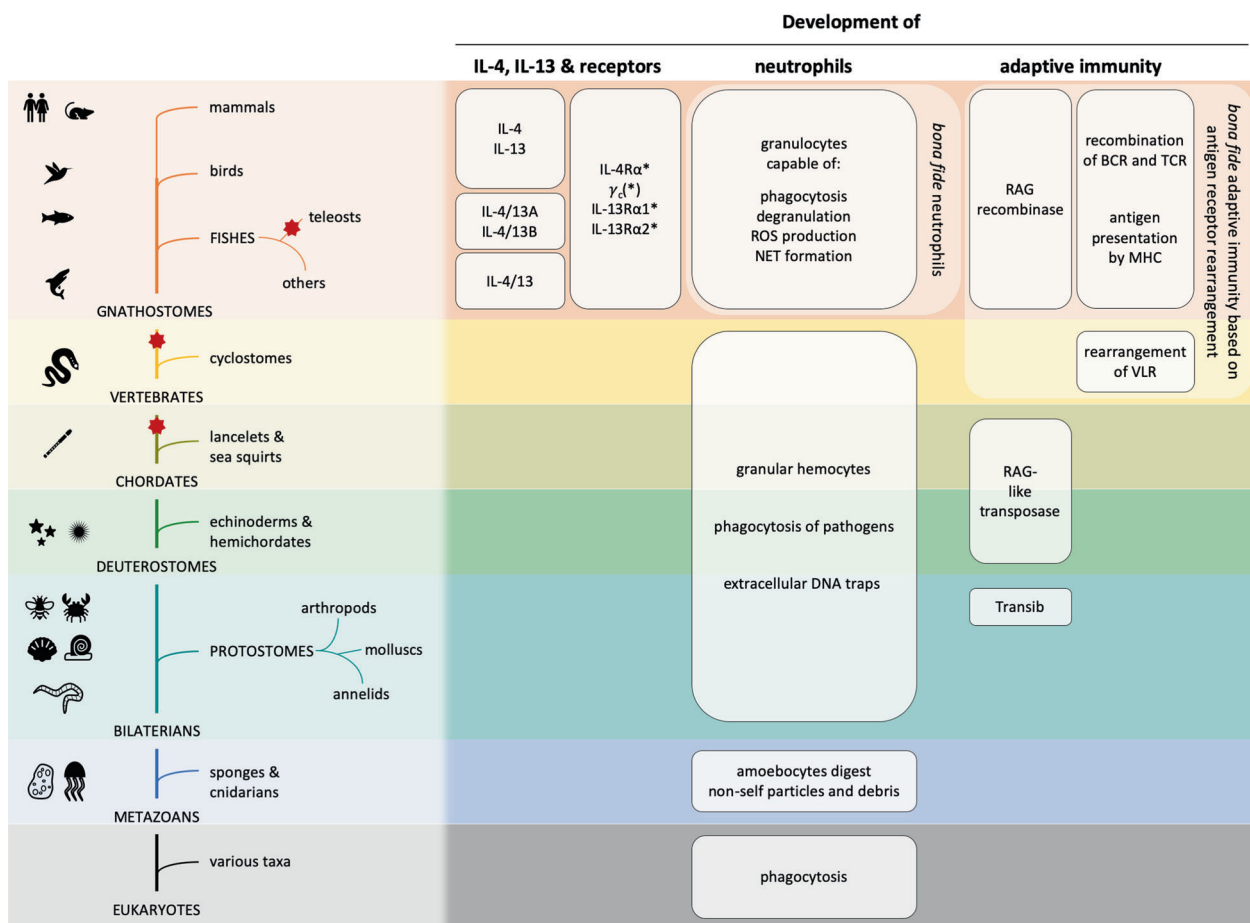 Development of
IL-4, IL-13 & receptors
neutrophils
adaptive immunity
mammals
birds
teleosts
FISHES
others
GNATHOSTOMES
IL-4
IL-13
IL-4/13A
IL-4/13B
IL-4/13
IL-4Rα*
γc(*)
IL-13Rα1*
IL-13Rα2*
granulocytes
capable of:
phagocytosis
degranulation
ROS production
NET formation
bona fide neutrophils
RAG
recombinase
recombination
of BCR and TCR
antigen
presentation
by MHC
bona fide adaptive immunity based on
antigen receptor rearrangement
cyclostomes
VERTEBRATES
rearrangement
of VLR
lancelets &
sea squirts
CHORDATES
granular hemocytes
phagocytosis of pathogens
extracellular DNA traps
RAG-
like
transposase
echinoderms &
hemichordates
DEUTEROSTOMES
Transib
arthropods
PROTOSTOMES
molluscs
annelids
BILATERIANS
sponges &
cnidarians
METAZOANS
amoebocytes digest
non-self particles and debris
various taxa
EUKARYOTES
phagocytosis